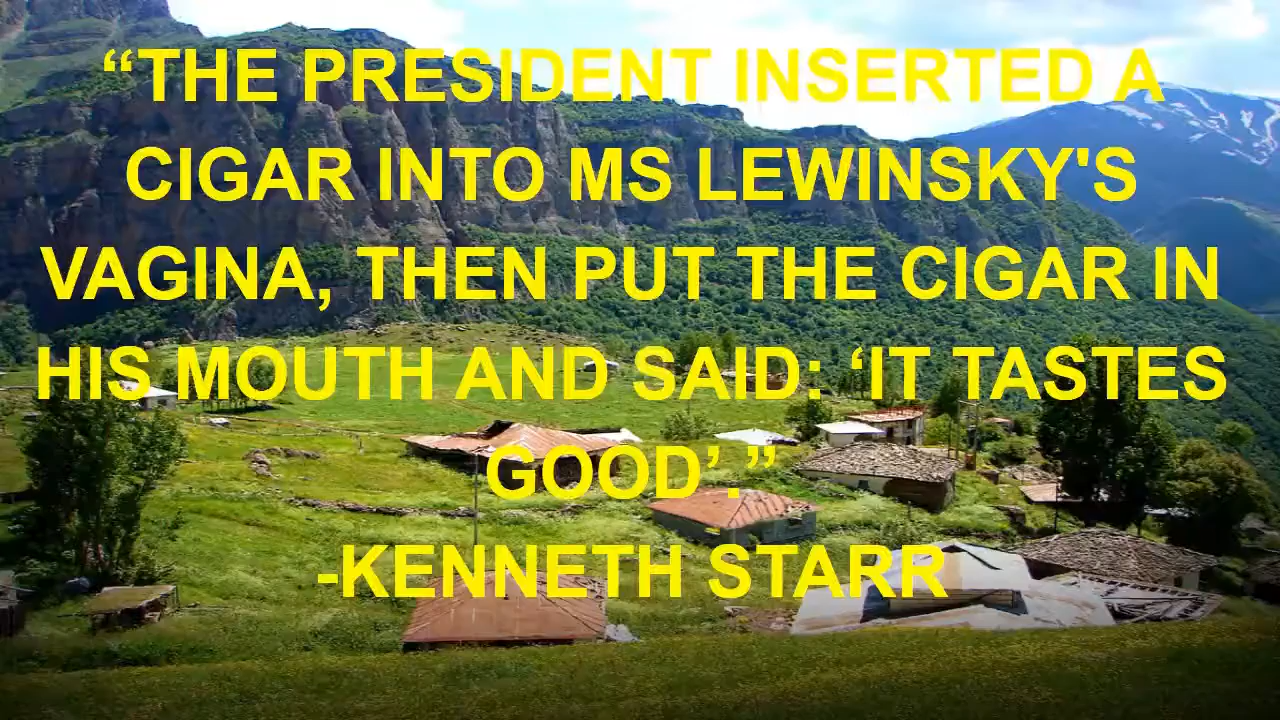 “THE PRESIDENT INSERTED A
CIGAR INTO MS LEWINSKY'S
VAGINA, THEN PUT THE CIGAR IN
HIS MOUTH AND SAID: ‘IT TASTES
GOOD’.”
-KENNETH STARR